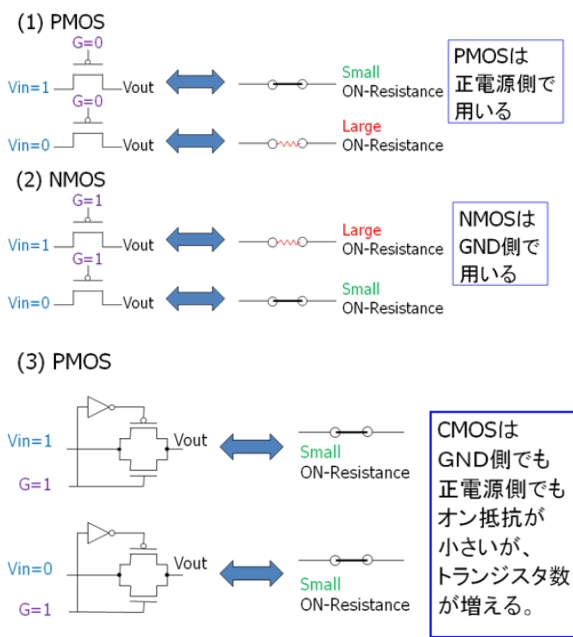 (1) PMOS
G=0
Vin=1 Vout
Small
ON-Resistance
G=0
Vin=0 Vout
Large
ON-Resistance
PMOSは
正電源側で
用いる
(2) NMOS
G=1
Vin=1 Vout
Large
ON-Resistance
G=1
Vin=0 Vout
Small
ON-Resistance
NMOSは
GND側で
用いる
(3) PMOS
Vin=1 Vout
G=1
Small
ON-Resistance
Vin=0 Vout
G=1
Small
ON-Resistance
CMOSは
GND側でも
正電源側でも
オン抵抗が
小さいが、
トランジスタ数
が増える。